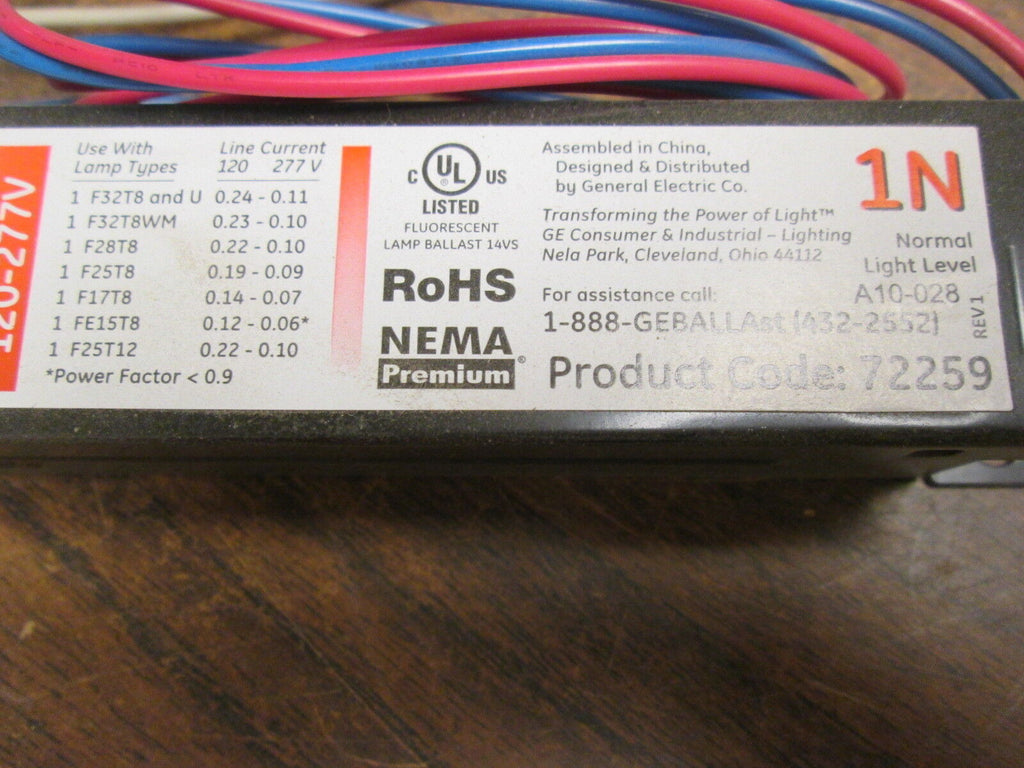 120-277V
Use With Line Current
Lamp Types 120 277 V
1 F32T8 and U 0.24 - 0.11
1 F32T8WM 0.23 - 0.10
1 F28T8 0.22 - 0.10
1 F25T8 0.19 - 0.09
1 F17T8 0.14 - 0.07
1 FE15T8 0.12 - 0.06*
1 F25T12 0.22 - 0.10
*Power Factor < 0.9
C UL US
LISTED
FLUORESCENT
LAMP BALLAST 14VS
RoHS
NEMA
Premium®
Assembled in China,
Designed & Distributed
by General Electric Co.
Transforming the Power of Light™
GE Consumer & Industrial – Lighting
Nela Park, Cleveland, Ohio 44112
For assistance call:
1-888-GEBALLAst (432-2552)
Product Code: 72259
1N
Normal
Light Level
A10-028
REV1